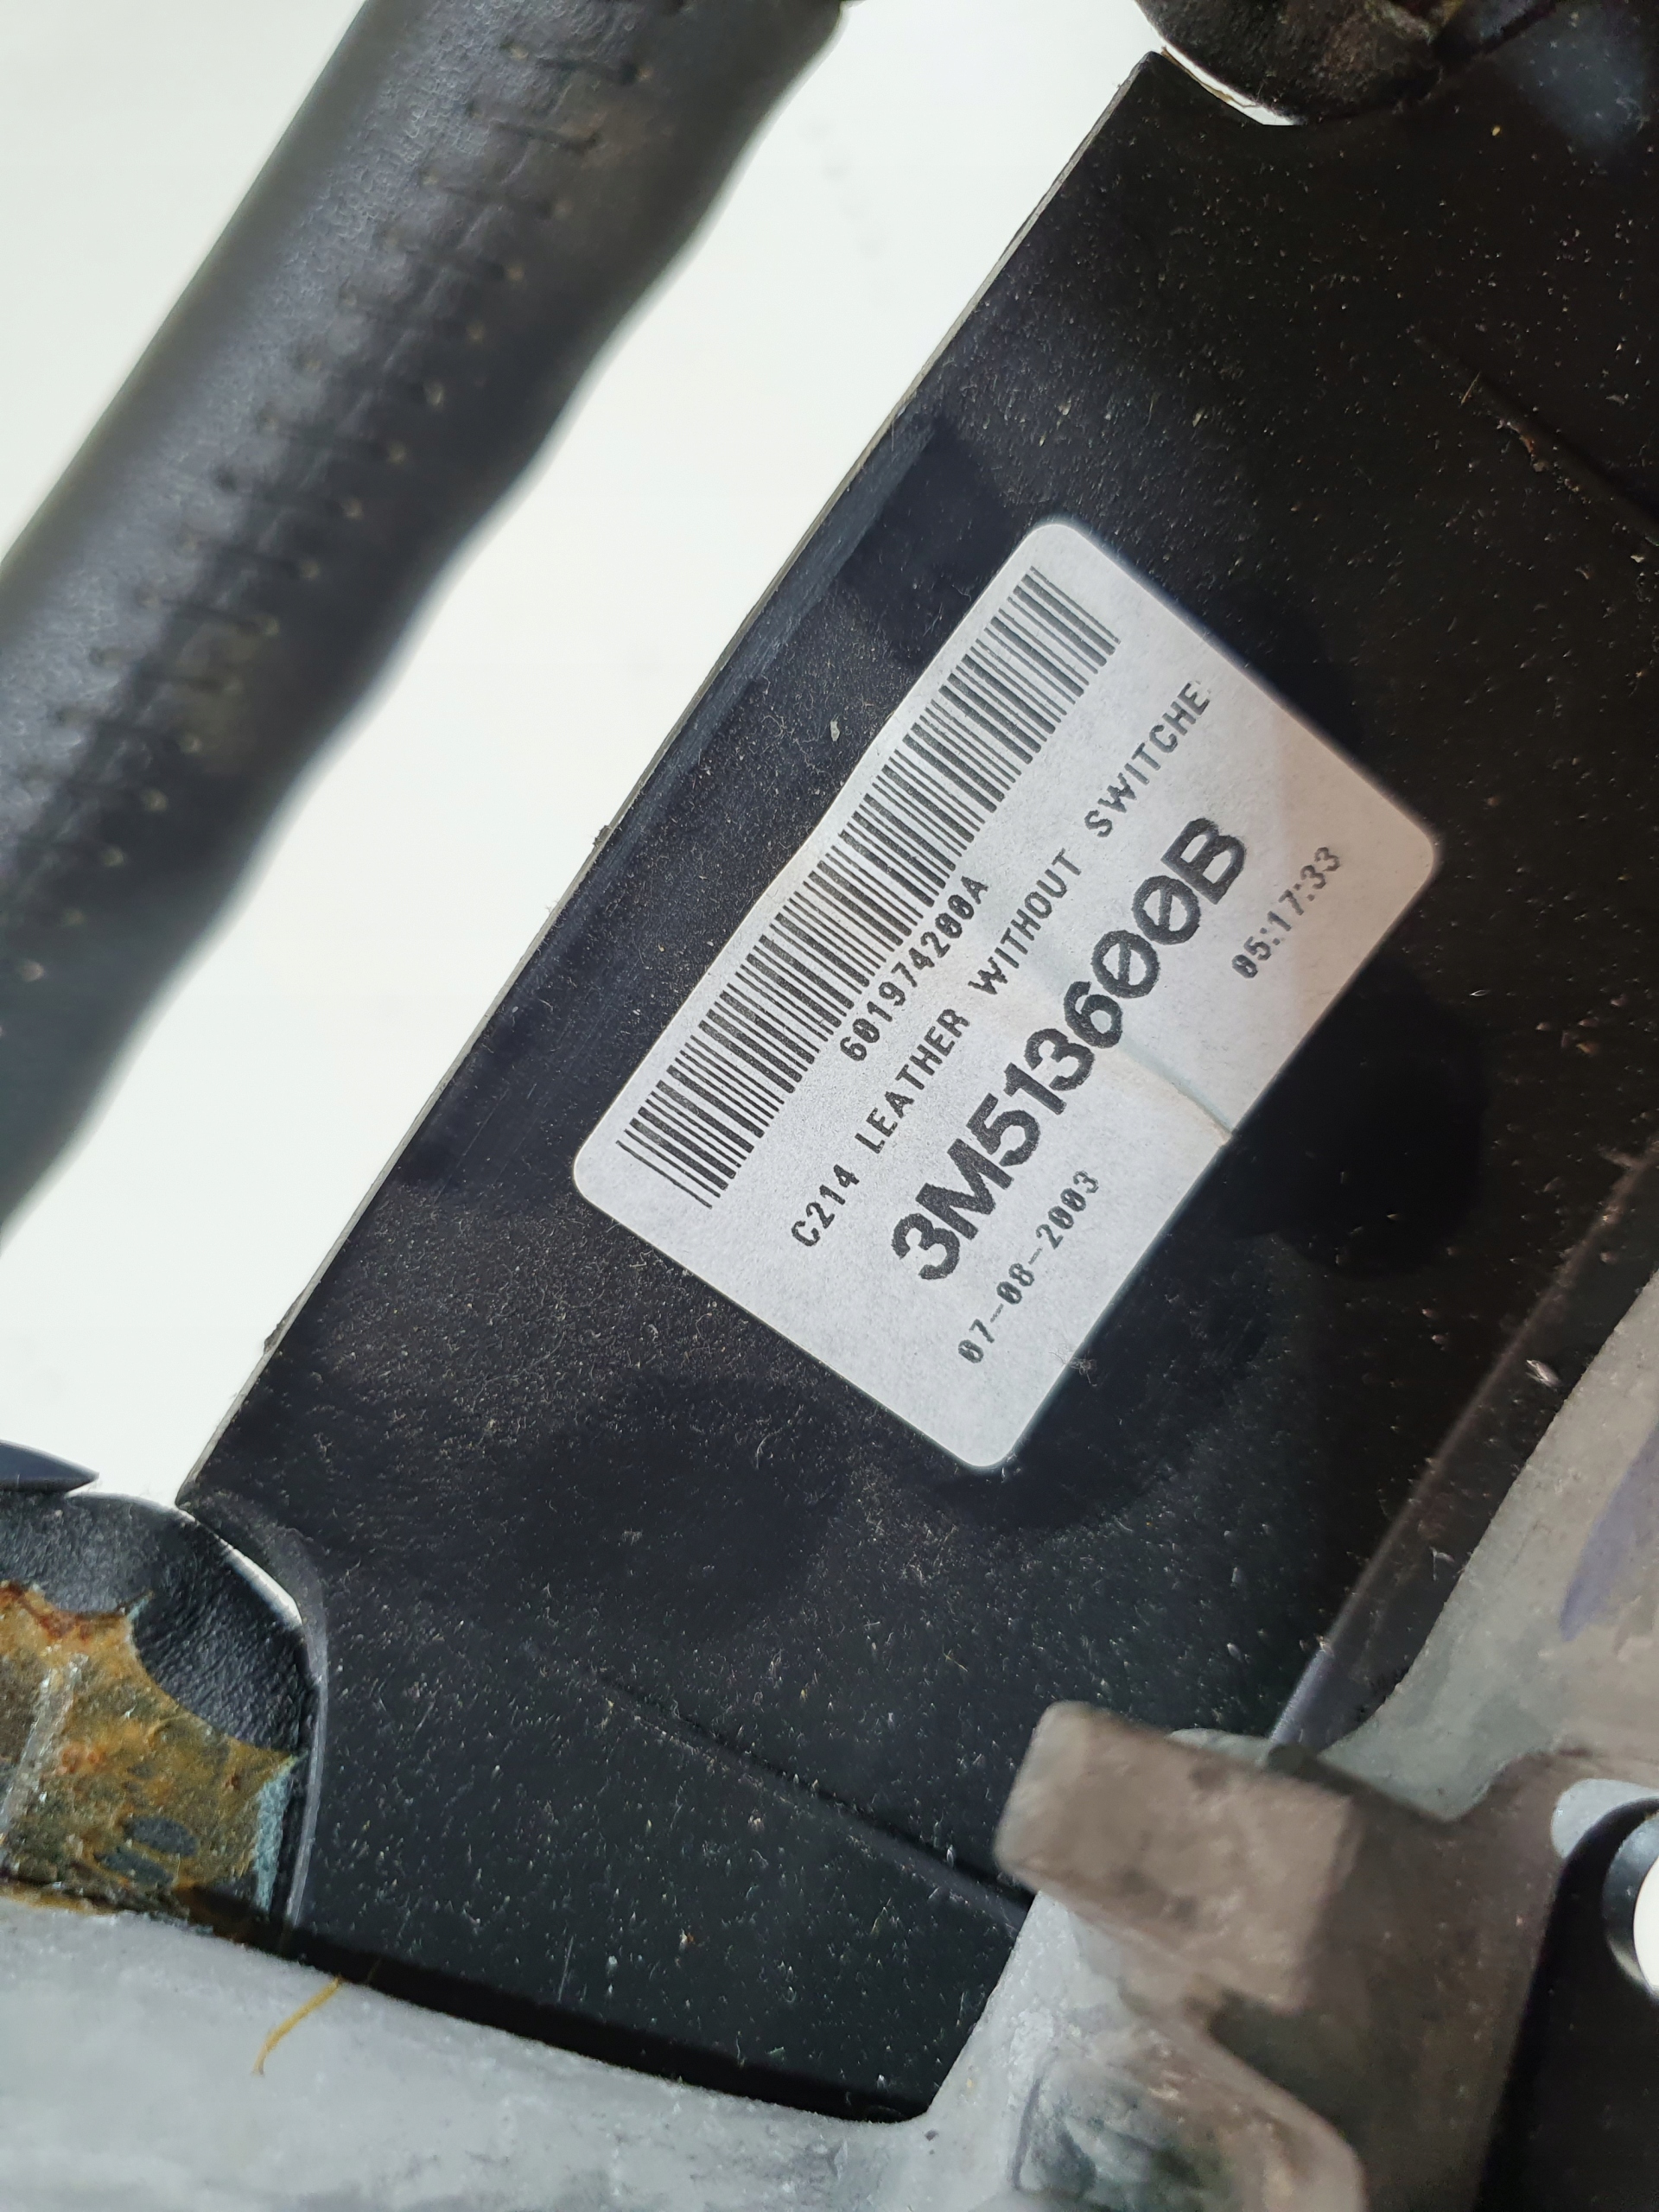 601974200A
C214 LEATHER WITHOUT SWITCHE
3M513600B
07-08-2003 05:17:33